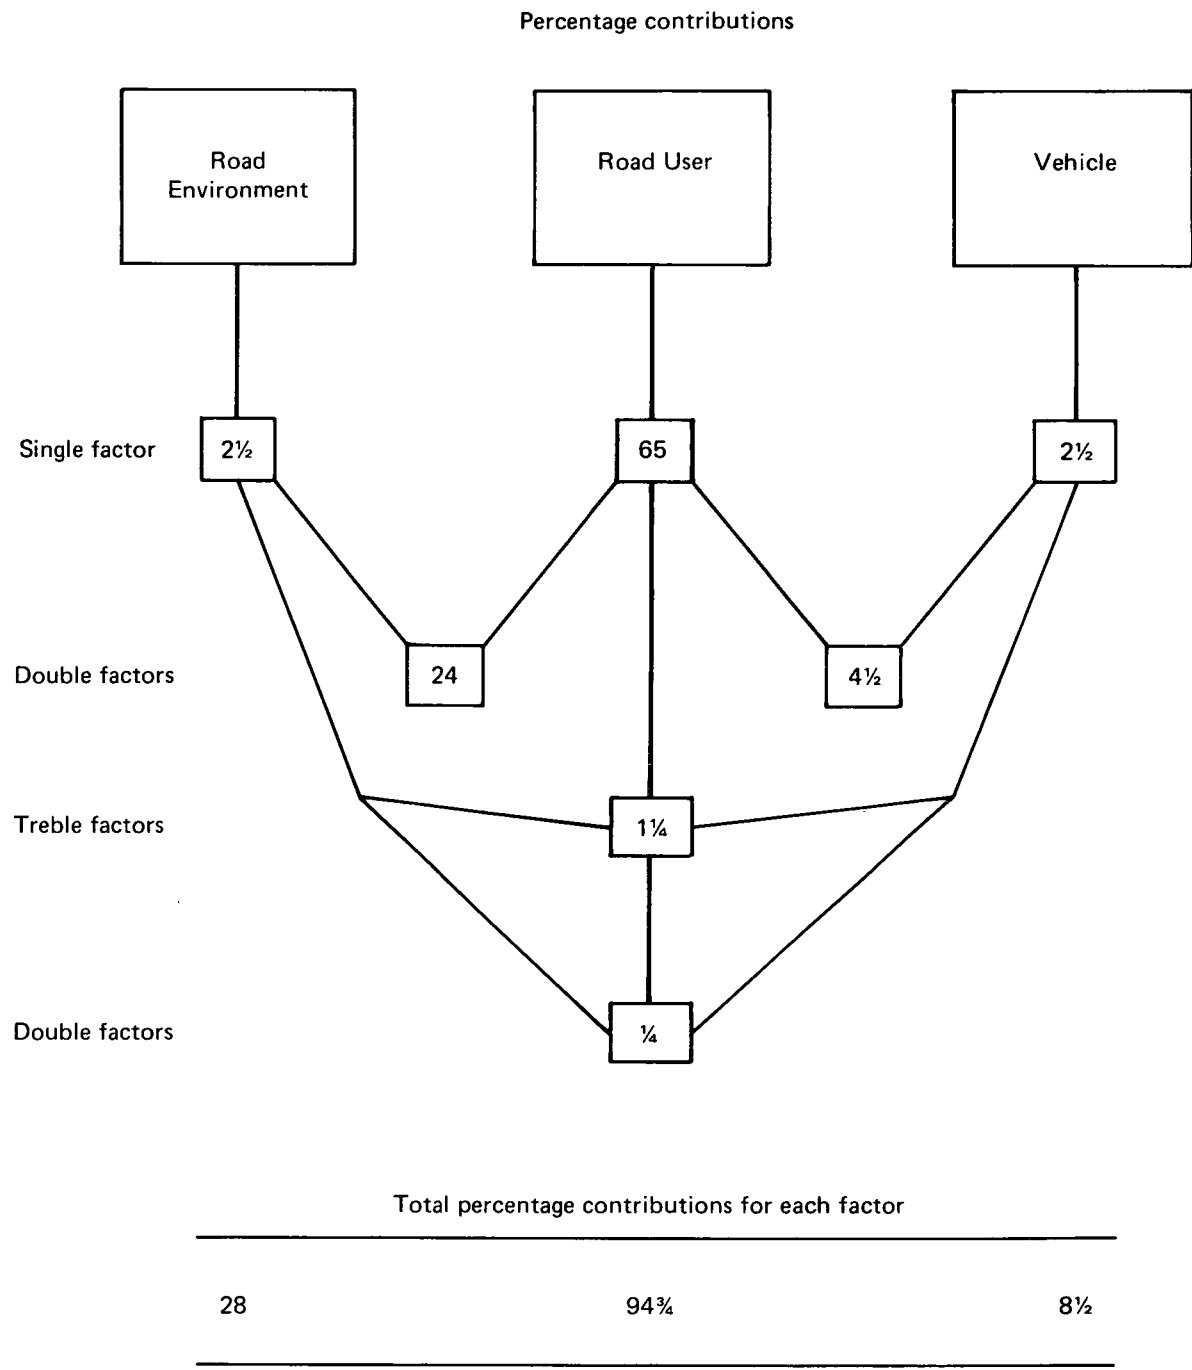 Percentage contributions
Road
Environment
Road User
Vehicle
Single factor
2½
65
2½
Double factors
24
4½
Treble factors
1¼
Double factors
¼
Total percentage contributions for each factor
28
94¾
8½